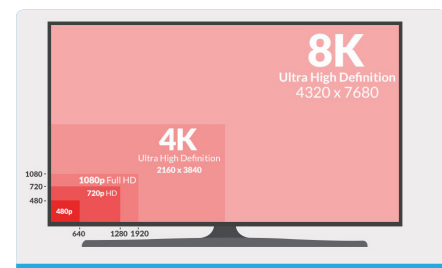 8K
Ultra High Definition
4320 x 7680
4K
Ultra High Definition
2160 x 3840
1080p Full HD
720p HD
480p
1080
720
480
640
1280
1920